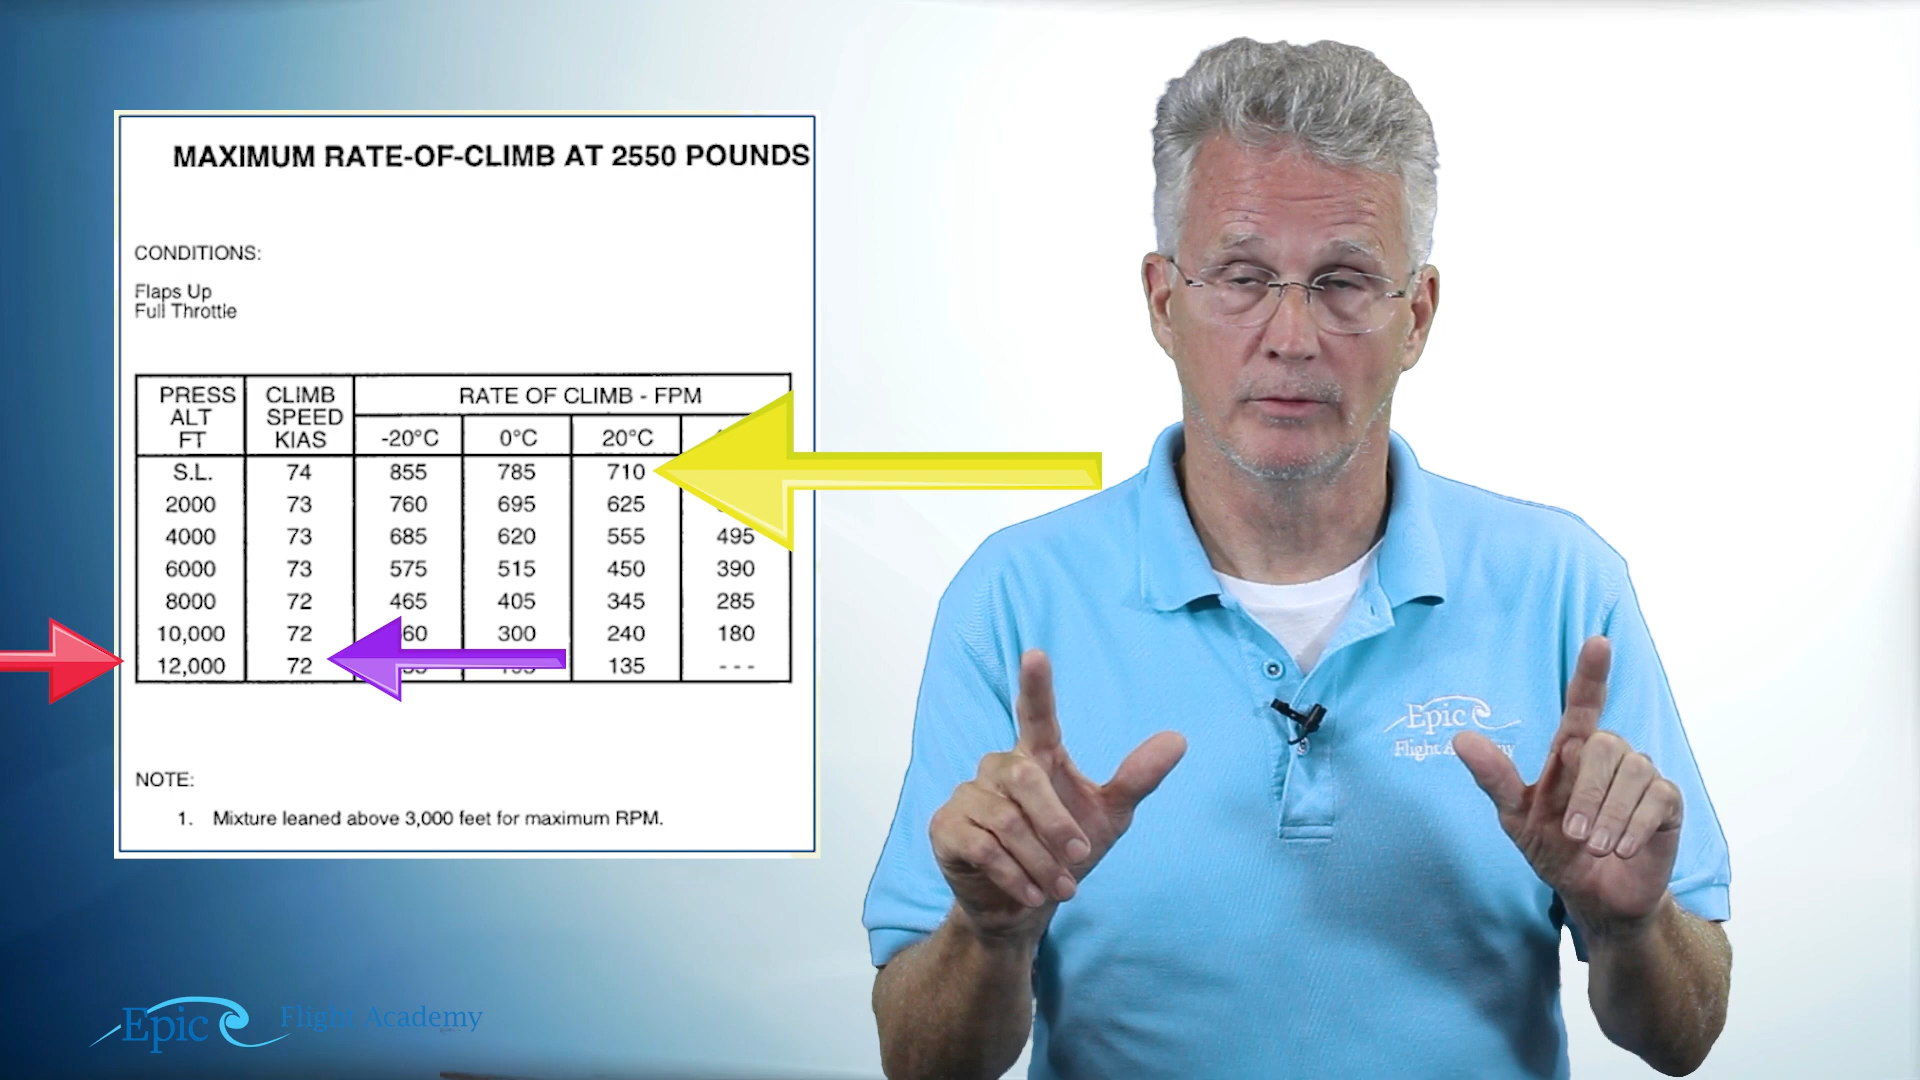 MAXIMUM RATE-OF-CLIMB AT 2550 POUNDS
CONDITIONS:
Flaps Up
Full Throttle
PRESS ALT FT CLIMB SPEED KIAS RATE OF CLIMB - FPM
-20°C 0°C 20°C
S.L. 74 855 785 710
2000 73 760 695 625
4000 73 685 620 555 495
6000 73 575 515 450 390
8000 72 465 405 345 285
10,000 72 300 240 180
12,000 72 135 ---
NOTE:
1. Mixture leaned above 3,000 feet for maximum RPM.
Epic
Flight
Epic Flight Academy